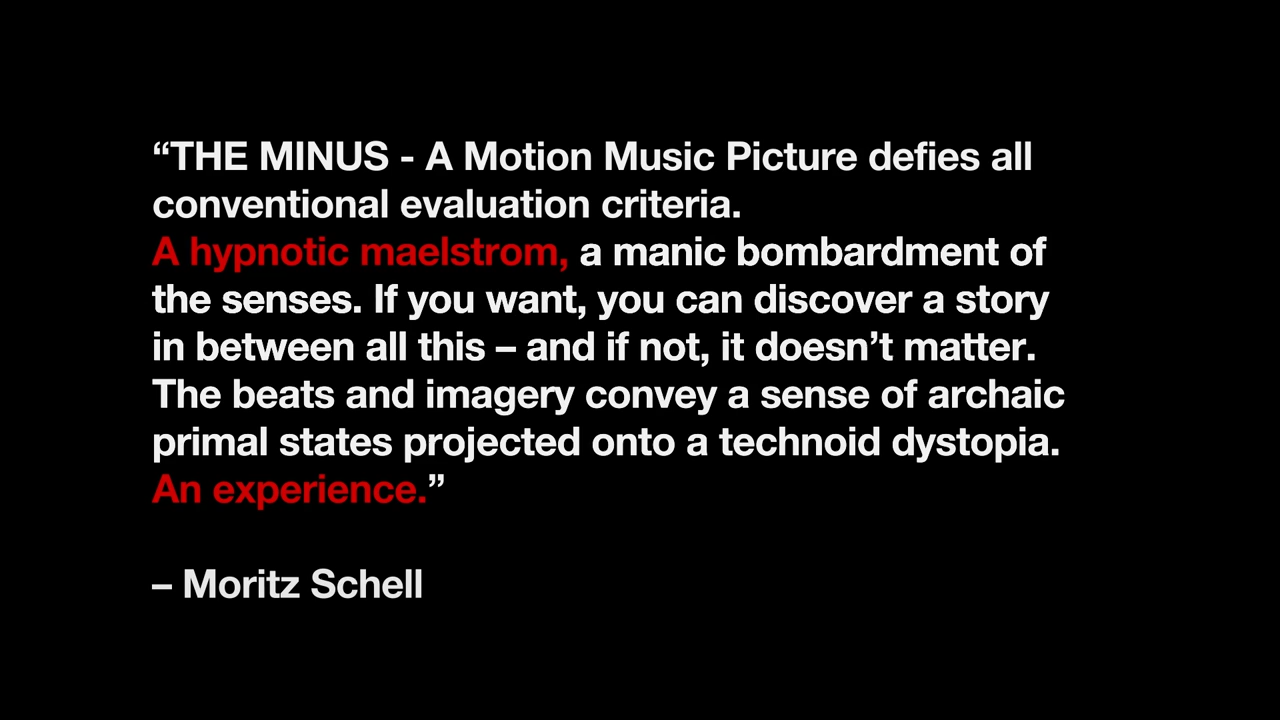 “THE MINUS - A Motion Music Picture defies all
conventional evaluation criteria.
A hypnotic maelstrom, a manic bombardment of
the senses. If you want, you can discover a story
in between all this – and if not, it doesn’t matter.
The beats and imagery convey a sense of archaic
primal states projected onto a technoid dystopia.
An experience.”
– Moritz Schell